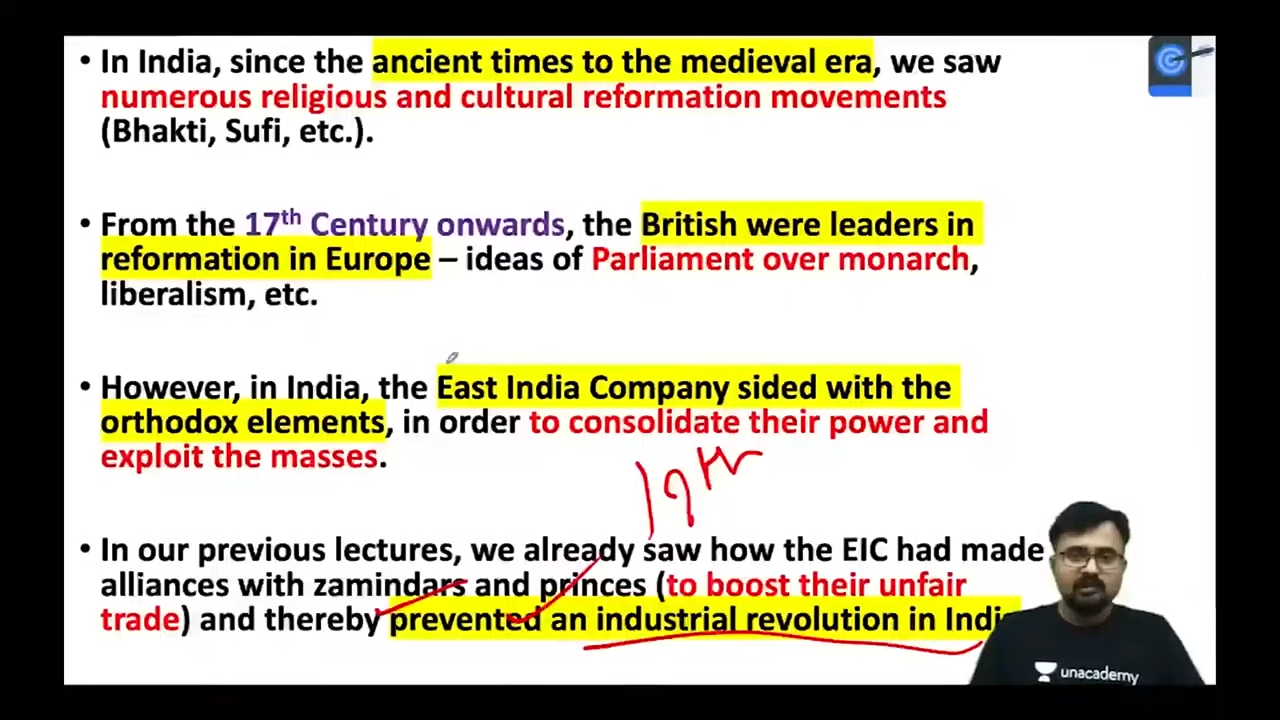 • In India, since the ancient times to the medieval era, we saw
numerous religious and cultural reformation movements
(Bhakti, Sufi, etc.).
• From the 17th Century onwards, the British were leaders in
reformation in Europe – ideas of Parliament over monarch,
liberalism, etc.
• However, in India, the East India Company sided with the
orthodox elements, in order to consolidate their power and
exploit the masses.
19th
• In our previous lectures, we already saw how the EIC had made
alliances with zamindars and princes (to boost their unfair
trade) and thereby prevented an industrial revolution in Indi
unacademy